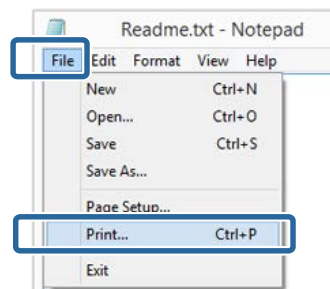 Readme.txt - Notepad
File Edit Format View Help
New Ctrl+N
Open... Ctrl+O
Save Ctrl+S
Save As...
Page Setup...
Print... Ctrl+P
Exit